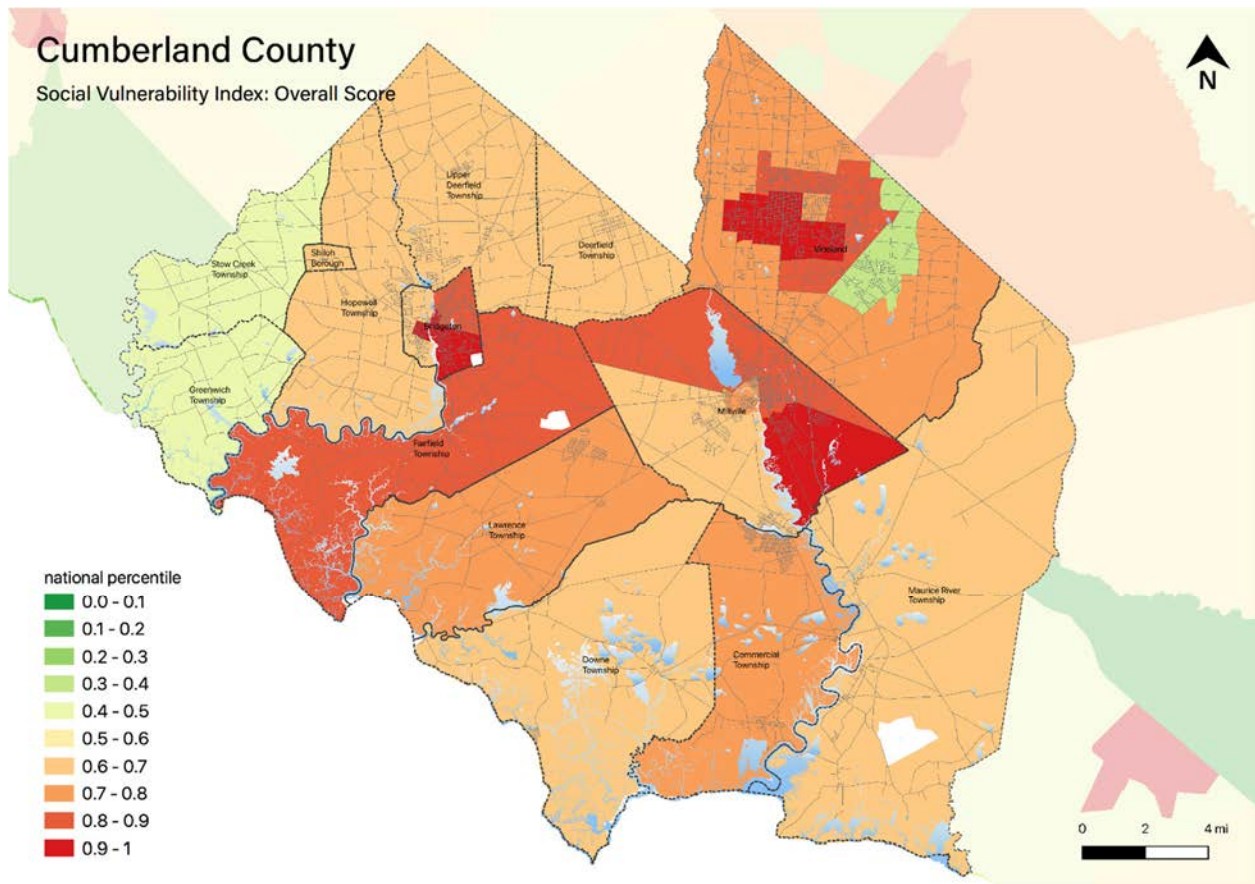 Cumberland County
Social Vulnerability Index: Overall Score
N
Upper
Deerfield
Township
Deerfield
Township
Vineland
Stow Creek
Township
Shiloh
Borough
Hopewell
Township
Bridgeton
Greenwich
Township
Millville
Fairfield
Township
Lawrence
Township
Maurice River
Township
Downe
Township
Commercial
Township
national percentile
0.0 - 0.1
0.1 - 0.2
0.2 - 0.3
0.3 - 0.4
0.4 - 0.5
0.5 - 0.6
0.6 - 0.7
0.7 - 0.8
0.8 - 0.9
0.9 - 1
0 2 4 mi